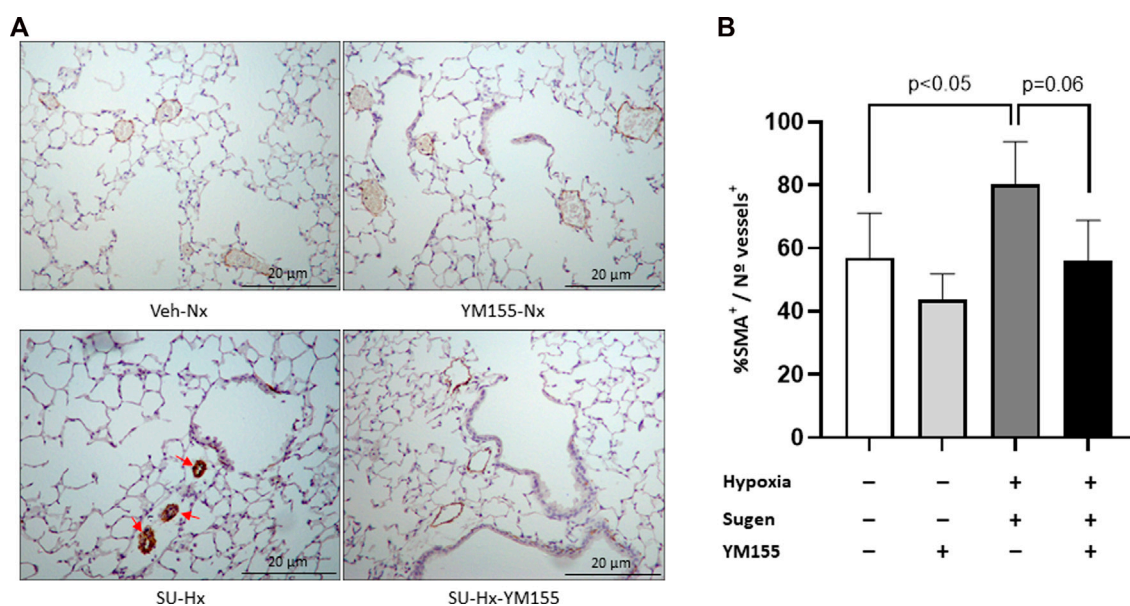 A
20 µm
20 µm
Veh-Nx
YM155-Nx
20 µm
20 µm
SU-Hx
SU-Hx-YM155
B
p<0.05
p=0.06
%SMA⁺ / Nº vessels⁺
100
80
60
40
20
0
Hypoxia – – + +
Sugen – – + +
YM155 – + – +